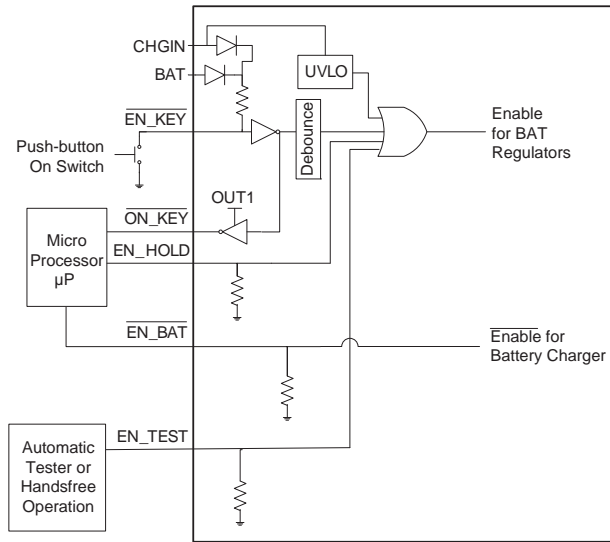 CHGIN
BAT
UVLO
EN_KEY
Push-button
On Switch
Debounce
Enable
for BAT
Regulators
OUT1
ON_KEY
EN_HOLD
Micro
Processor
µP
EN_BAT
Enable for
Battery Charger
EN_TEST
Automatic
Tester or
Handsfree
Operation